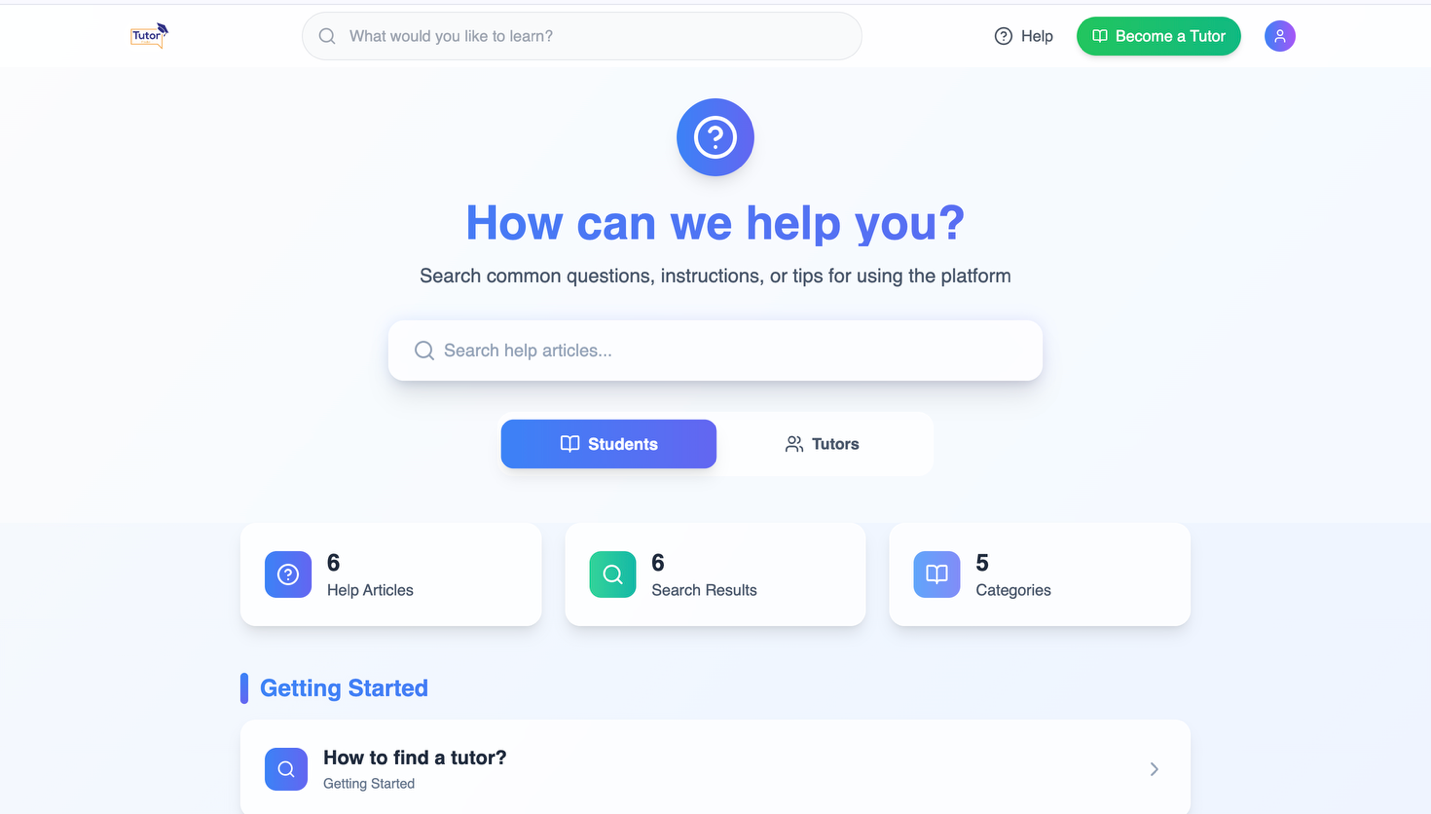 Tutor
What would you like to learn?
Help
Become a Tutor
How can we help you?
Search common questions, instructions, or tips for using the platform
Search help articles...
Students
Tutors
6
Help Articles
6
Search Results
5
Categories
Getting Started
How to find a tutor?
Getting Started